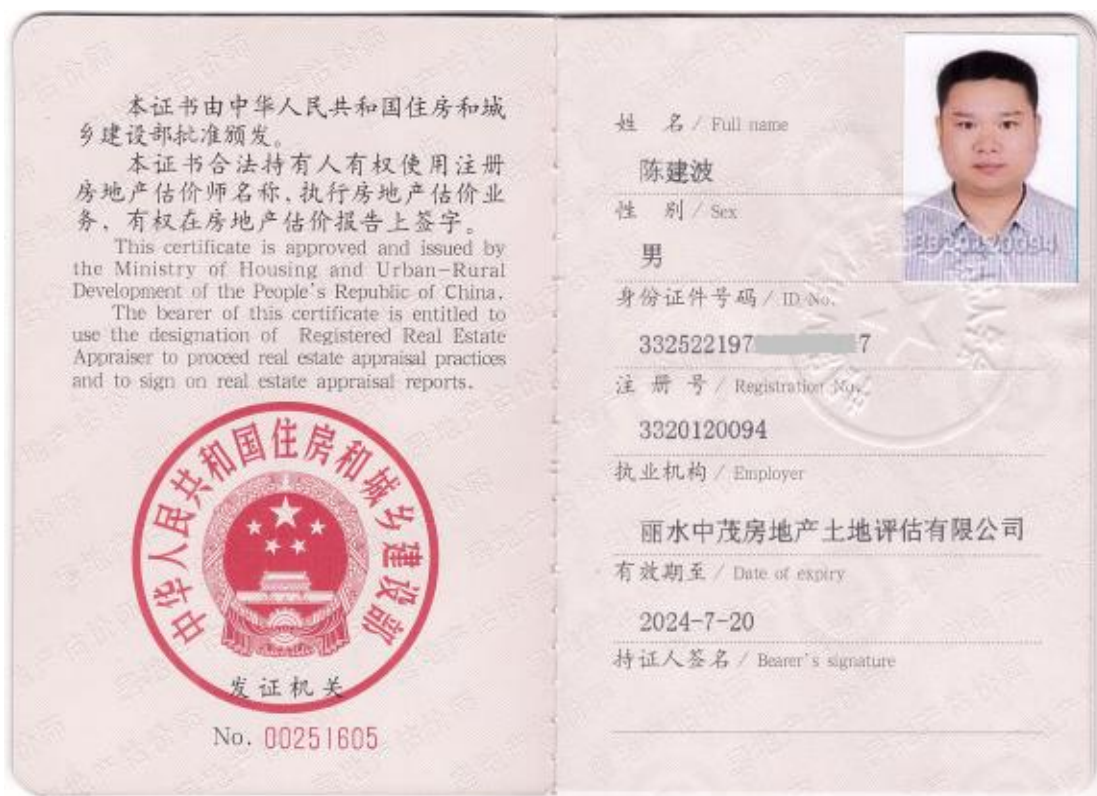 本证书由中华人民共和国住房和城
乡建设部批准颁发。
本证书合法持有人有权使用注册
房地产估价师名称,执行房地产估价业
务,有权在房地产估价报告上签字。
This certificate is approved and issued by
the Ministry of Housing and Urban-Rural
Development of the People's Republic of China.
The bearer of this certificate is entitled to
use the designation of Registered Real Estate
Appraiser to proceed real estate appraisal practices
and to sign on real estate appraisal reports.
中华人民共和国住房和城乡建设部
发证机关
No. 00251605
姓 名 / Full name
陈建波
性 别 / Sex
男
身份证件号码 / ID No.
332522197 7
注 册 号 / Registration No.
3320120094
执业机构 / Employer
丽水中茂房地产土地评估有限公司
有效期至 / Date of expiry
2024-7-20
持证人签名 / Bearer's signature